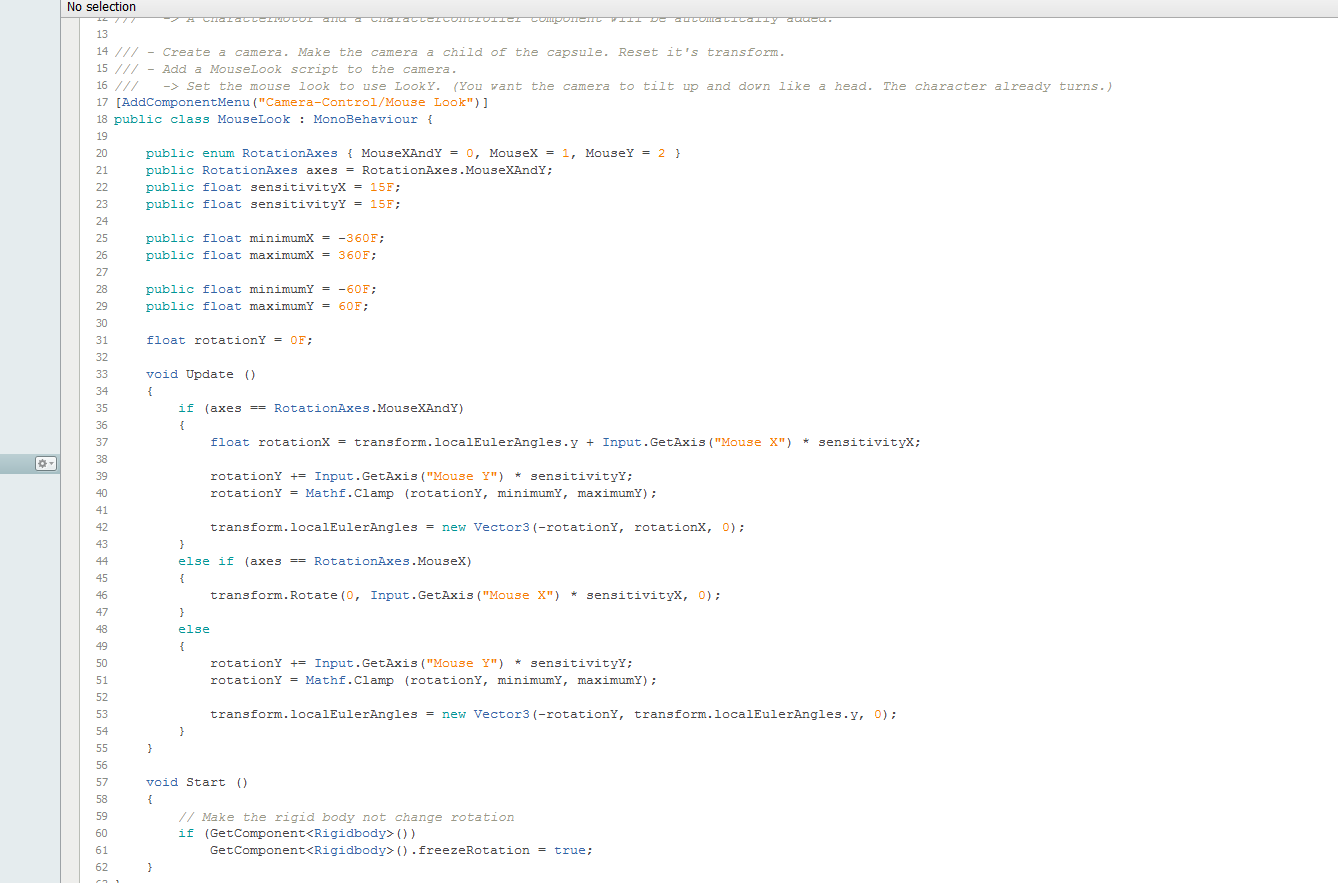 No selection
12 /// -> A CharacterMotor and a CharacterController component will be automatically added.
13
14 /// - Create a camera. Make the camera a child of the capsule. Reset it's transform.
15 /// - Add a MouseLook script to the camera.
16 ///   -> Set the mouse look to use LookY. (You want the camera to tilt up and down like a head. The character already turns.)
17 [AddComponentMenu("Camera-Control/Mouse Look")]
18 public class MouseLook : MonoBehaviour {
19
20     public enum RotationAxes { MouseXAndY = 0, MouseX = 1, MouseY = 2 }
21     public RotationAxes axes = RotationAxes.MouseXAndY;
22     public float sensitivityX = 15F;
23     public float sensitivityY = 15F;
24
25     public float minimumX = -360F;
26     public float maximumX = 360F;
27
28     public float minimumY = -60F;
29     public float maximumY = 60F;
30
31     float rotationY = 0F;
32
33     void Update ()
34     {
35         if (axes == RotationAxes.MouseXAndY)
36         {
37             float rotationX = transform.localEulerAngles.y + Input.GetAxis("Mouse X") * sensitivityX;
38
39             rotationY += Input.GetAxis("Mouse Y") * sensitivityY;
40             rotationY = Mathf.Clamp (rotationY, minimumY, maximumY);
41
42             transform.localEulerAngles = new Vector3(-rotationY, rotationX, 0);
43         }
44         else if (axes == RotationAxes.MouseX)
45         {
46             transform.Rotate(0, Input.GetAxis("Mouse X") * sensitivityX, 0);
47         }
48         else
49         {
50             rotationY += Input.GetAxis("Mouse Y") * sensitivityY;
51             rotationY = Mathf.Clamp (rotationY, minimumY, maximumY);
52
53             transform.localEulerAngles = new Vector3(-rotationY, transform.localEulerAngles.y, 0);
54         }
55     }
56
57     void Start ()
58     {
59         // Make the rigid body not change rotation
60         if (GetComponent<Rigidbody>())
61             GetComponent<Rigidbody>().freezeRotation = true;
62     }